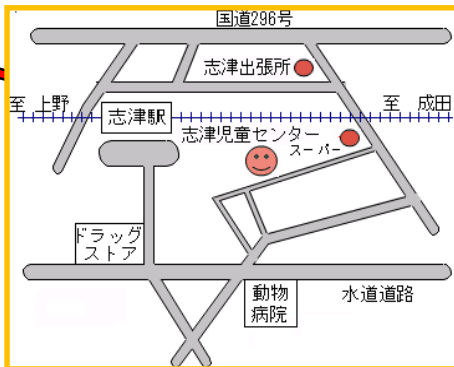 国道296号
志津出張所
至 上野
志津駅
至 成田
志津児童センター
スーパー
ドラッグ
ストア
動物
病院
水道道路